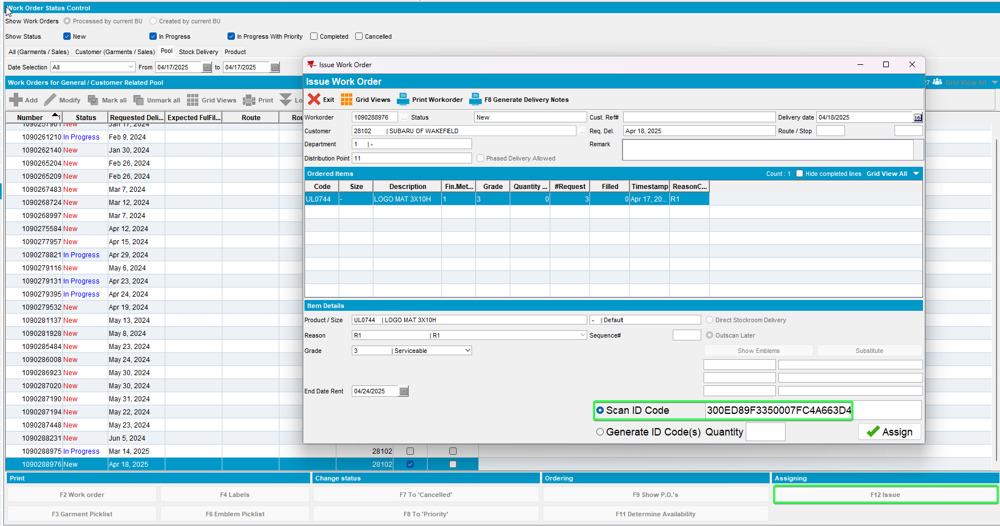 Work Order Status Control
Show Work Orders Processed by current BU Created by current BU
Show Status New In Progress In Progress With Priority Completed Cancelled
All (Garments / Sales) Customer (Garments / Sales) Pool Stock Delivery Product
Date Selection All From 04/17/2025 to 04/17/2025
Work Orders for General / Customer Related Pool
27 Grid View All
Add Modify Mark all Unmark all Grid Views Print Lo
Number 1 Status Requested Deli... Expected FulFil... Route Rou
1090257901 New Jan 17, 2024
1090261210 In Progress Feb 9, 2024
1090262140 New Jan 30, 2024
1090265204 New Feb 26, 2024
1090265209 New Feb 26, 2024
1090267483 New Mar 7, 2024
1090268724 New Mar 12, 2024
1090268997 New Mar 7, 2024
1090275584 New Apr 12, 2024
1090277957 New Apr 15, 2024
1090278821 In Progress Apr 29, 2024
1090279116 New May 6, 2024
1090279131 In Progress Apr 23, 2024
1090279395 In Progress Apr 24, 2024
1090279532 New Apr 19, 2024
1090281137 New May 13, 2024
1090281928 New May 8, 2024
1090285484 New May 23, 2024
1090286008 New May 24, 2024
1090286923 New May 30, 2024
1090287020 New May 30, 2024
1090287190 New May 31, 2024
1090287194 New May 22, 2024
1090287448 New May 23, 2024
1090288231 New Jun 5, 2024
1090288975 In Progress Mar 14, 2025 28102
1090288976 New Apr 18, 2025 28102
Issue Work Order
Issue Work Order
Exit Grid Views Print Workorder F8 Generate Delivery Notes
Workorder 1090288976 ... Status New Cust. Ref# Delivery date 04/18/2025
Customer 28102 | SUBARU OF WAKEFIELD ... Req. Del. Apr 18, 2025 Route / Stop
Department 1 | - Remark
Distribution Point 11 Phased Delivery Allowed
Ordered Items Count : 1 Hide completed lines Grid View All
Code Size Description Fin.Met... Grade Quantity ... #Request Filled Timestamp ReasonC...
UL0744 - LOGO MAT 3X10H 1 3 0 3 0 Apr 17, 20... R1
Item Details
Product / Size UL0744 | LOGO MAT 3X10H - | Default Direct Stockroom Delivery
Reason R1 | R1 Sequence# Outscan Later
Grade 3 | Serviceable Show Emblems Substitute
End Date Rent 04/24/2025
Scan ID Code 300ED89F3350007FC4A663D4
Generate ID Code(s) Quantity Assign
Print Change status Ordering Assigning
F2 Work order F4 Labels F7 To 'Cancelled' F9 Show P.O.'s F12 Issue
F3 Garment Picklist F6 Emblem Picklist F8 To 'Priority' F11 Determine Availability